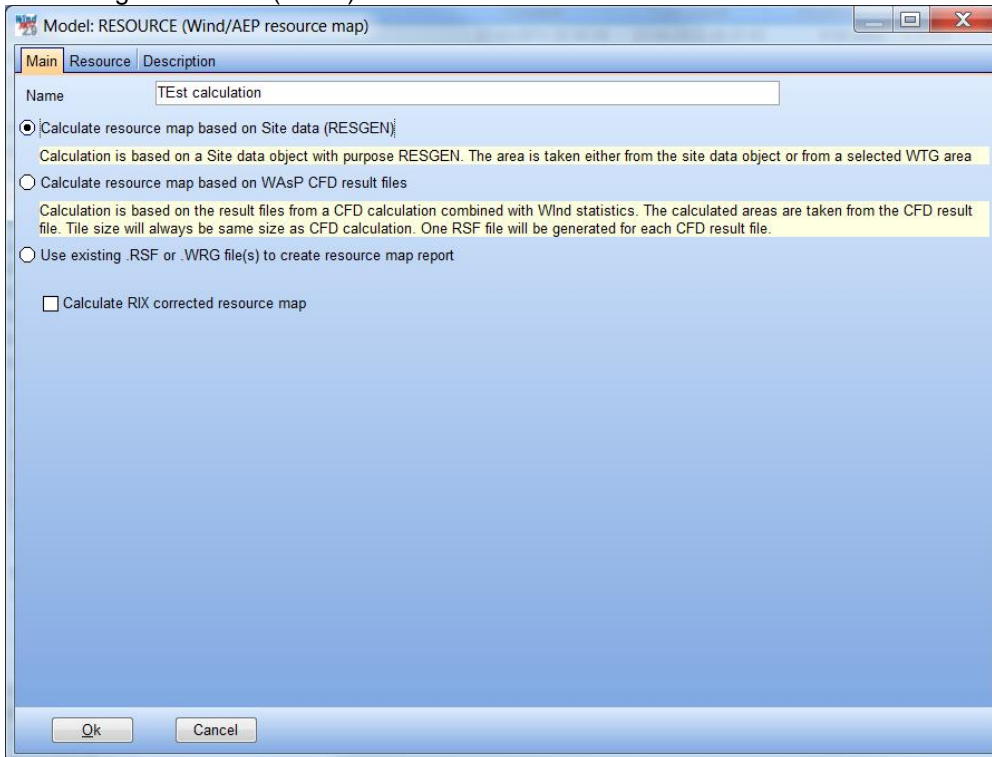 Model: RESOURCE (Wind/AEP resource map)
Main Resource Description
Name TEst calculation
Calculate resource map based on Site data (RESGEN)
Calculation is based on a Site data object with purpose RESGEN. The area is taken either from the site data object or from a selected WTG area
Calculate resource map based on WAsP CFD result files
Calculation is based on the result files from a CFD calculation combined with WInd statistics. The calculated areas are taken from the CFD result
file. Tile size will always be same size as CFD calculation. One RSF file will be generated for each CFD result file.
Use existing .RSF or .WRG file(s) to create resource map report
Calculate RIX corrected resource map
Ok Cancel